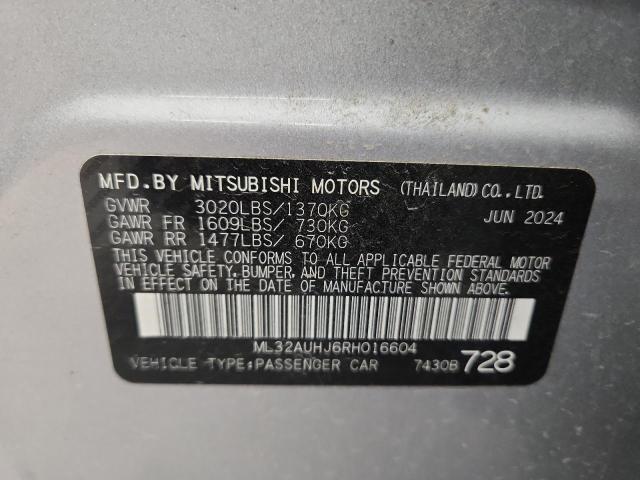 MFD.BY MITSUBISHI MOTORS (THAILAND) CO.,LTD.
GVWR 3020LBS/1370KG JUN 2024
GAWR FR 1609LBS/ 730KG
GAWR RR 1477LBS/ 670KG
THIS VEHICLE CONFORMS TO ALL APPLICABLE FEDERAL MOTOR
VEHICLE SAFETY, BUMPER, AND THEFT PREVENTION STANDARDS
IN EFFECT ON THE DATE OF MANUFACTURE SHOWN ABOVE.
ML32AUHJ6RH016604
VEHICLE TYPE:PASSENGER CAR 7430B 728